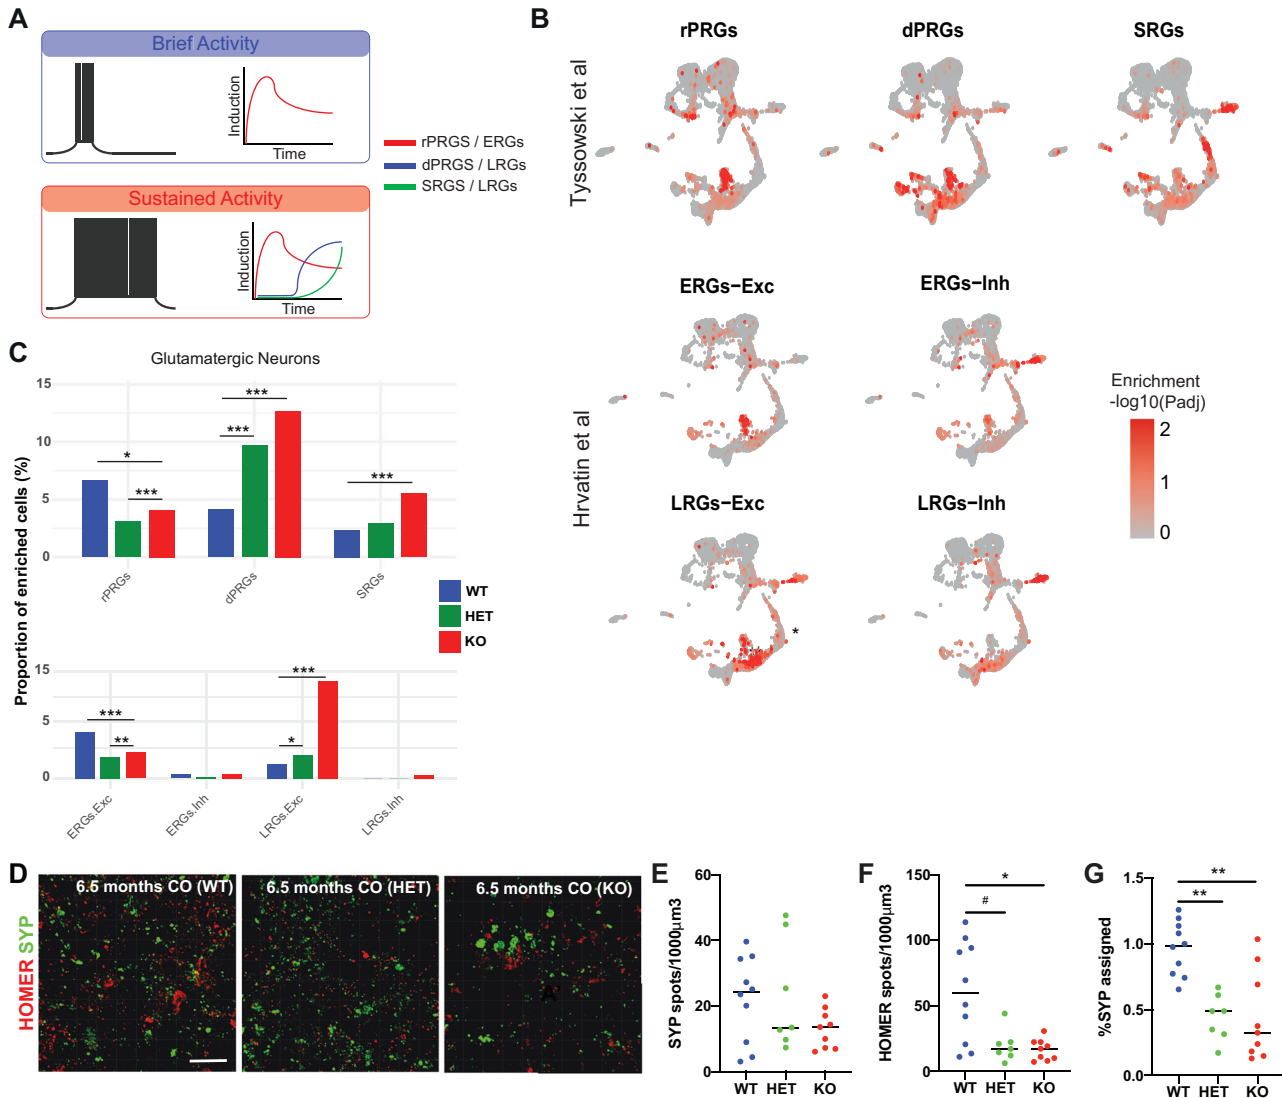 A
Brief Activity
Induction
Time
rPRGS / ERGs
dPRGS / LRGs
SRGS / LRGs
Sustained Activity
Induction
Time
B
rPRGs
dPRGs
SRGs
Tyssowski et al
ERGs−Exc
ERGs−Inh
Hrvatin et al
LRGs−Exc
LRGs−Inh
*
Enrichment
-log10(Padj)
2
1
0
C
Glutamatergic Neurons
Proportion of enriched cells (%)
15
10
5
0
*
***
***
***
***
rPRGs
dPRGs
SRGs
WT
HET
KO
15
5
0
***
**
*
***
ERGs.Exc
ERGs.Inh
LRGs.Exc
LRGs.Inh
D
HOMER SYP
6.5 months CO (WT)
6.5 months CO (HET)
6.5 months CO (KO)
A
E
SYP spots/1000µm3
60
40
20
0
WT
HET
KO
F
HOMER spots/1000µm3
150
100
50
0
*
#
WT
HET
KO
G
%SYP assigned
1.5
1.0
0.5
0.0
**
**
WT
HET
KO